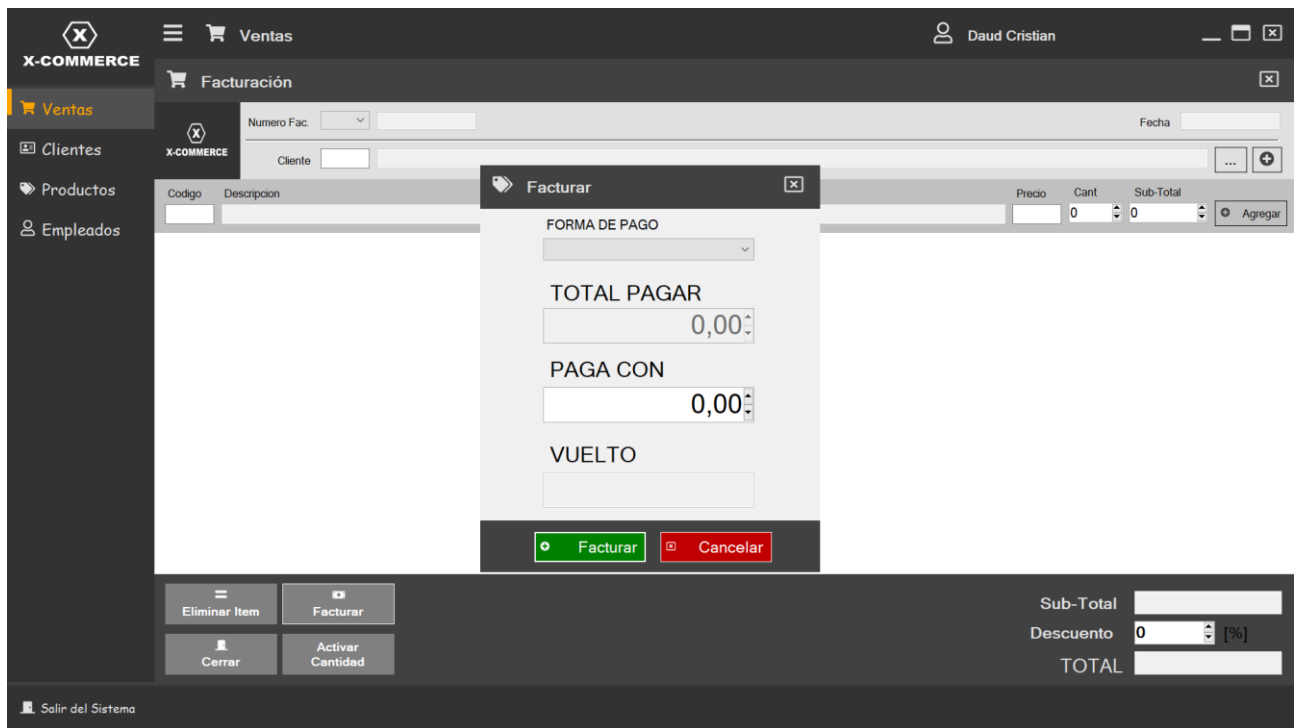 X-COMMERCE
Ventas
Daud Cristian
Facturación
Ventas
Clientes
Productos
Empleados
Salir del Sistema
X-COMMERCE
Numero Fac.
Fecha
Cliente
...
Codigo Descripcion Precio Cant Sub-Total
0 0 Agregar
Facturar
FORMA DE PAGO
TOTAL PAGAR
0,00
PAGA CON
0,00
VUELTO
Facturar Cancelar
Eliminar Item Facturar
Cerrar
Activar
Cantidad
Sub-Total
Descuento 0 [%]
TOTAL